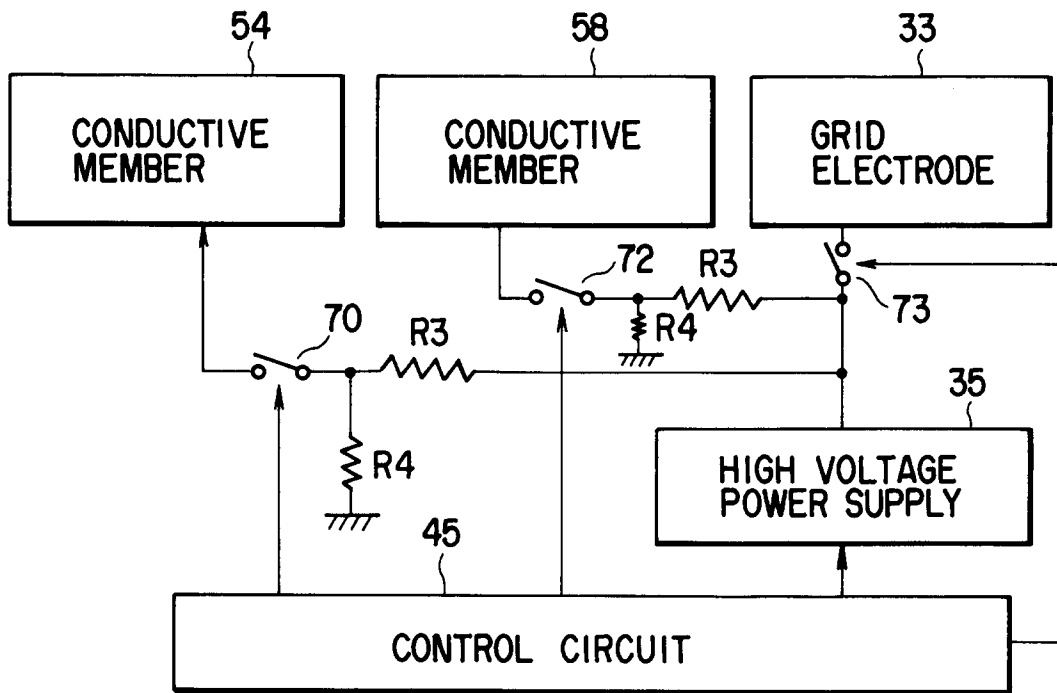 54
58
33
CONDUCTIVE
MEMBER
CONDUCTIVE
MEMBER
GRID
ELECTRODE
72
R3
73
R4
70
R3
R4
35
HIGH VOLTAGE
POWER SUPPLY
45
CONTROL CIRCUIT